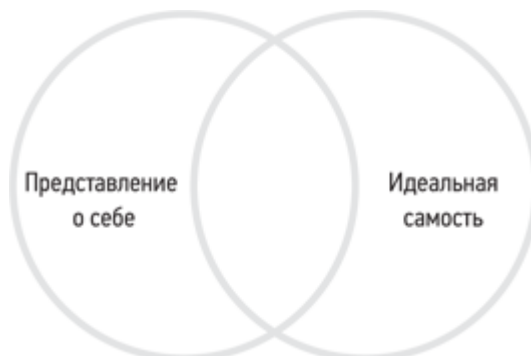 Представление
о себе
Идеальная
самость